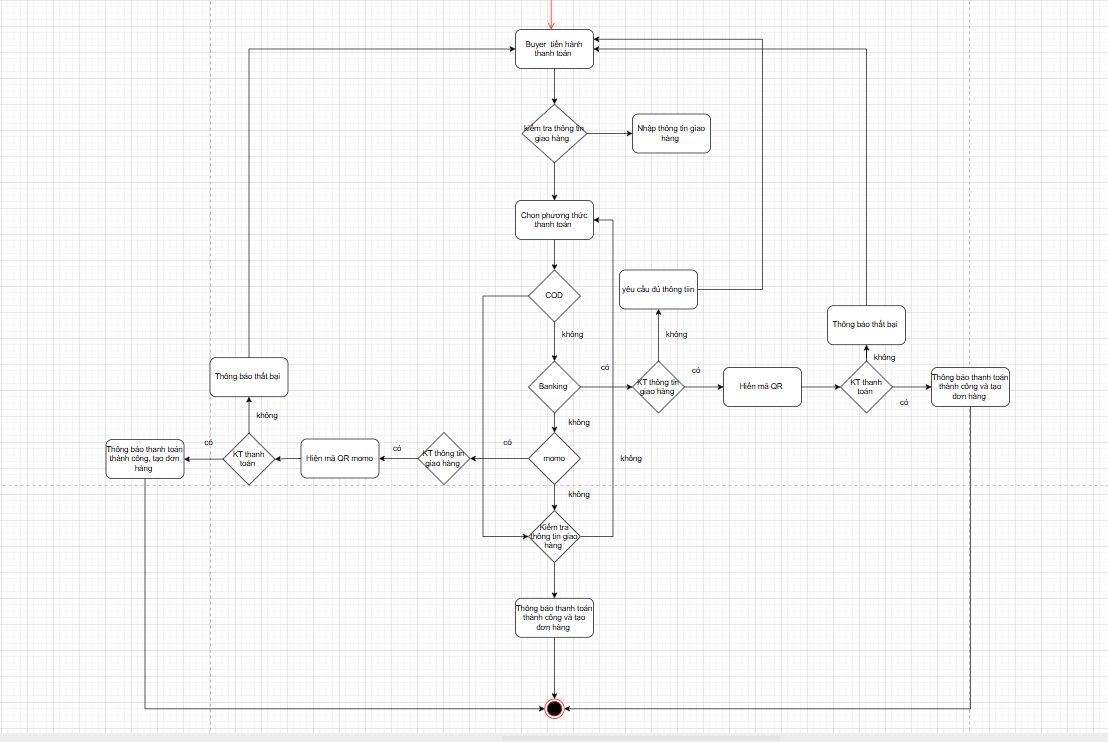 Buyer  tiến hành
thanh toán
kiểm tra thông tin
giao hàng
Nhập thông tin giao
hàng
Chọn phương thức
thanh toán
COD
yêu cầu đủ thông tiin
không
không
Thông báo thất bại
không
Thông báo thất bại
không
Banking
có
KT thông tin
giao hàng
có
Hiển mã QR
KT thanh
toán
có
Thông báo thanh toán
thành công và tạo
đơn hàng
không
Thông báo thanh toán
thành công, tạo đơn
hàng
có
KT thanh
toán
Hiện mã QR momo
có
KT thông tin
giao hàng
có
momo
không
không
Kiểm tra
thông tin giao
hàng
Thông báo thanh toán
thành công và tạo
đơn hàng